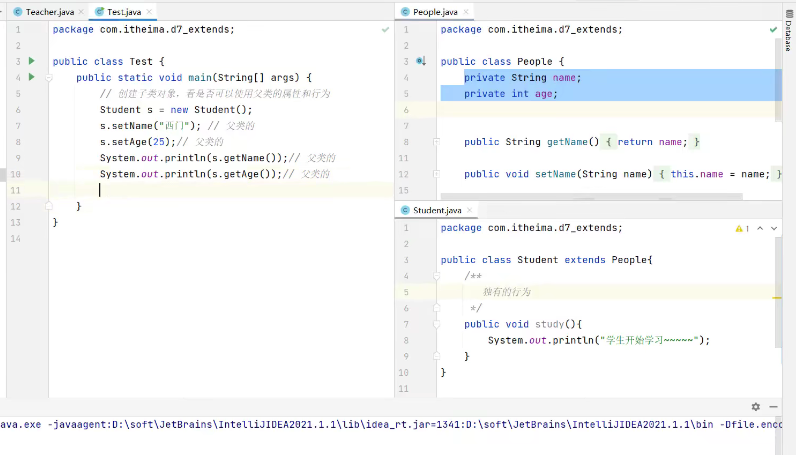 Teacher.java × Test.java ×
1 package com.itheima.d7_extends;
2
3 public class Test {
4 public static void main(String[] args) {
5 // 创建子类对象，看是否可以使用父类的属性和行为
6 Student s = new Student();
7 s.setName("西门"); // 父类的
8 s.setAge(25);// 父类的
9 System.out.println(s.getName());// 父类的
10 System.out.println(s.getAge());// 父类的
11
12 }
13 }
14
People.java ×
1 package com.itheima.d7_extends;
2
3 public class People {
4 private String name;
5 private int age;
6
7
8 public String getName() { return name; }
11
12 public void setName(String name) { this.name = name; }
15
Student.java ×
1 package com.itheima.d7_extends;
1
2
3 public class Student extends People{
4 /**
5 独有的行为
6 */
7 public void study(){
8 System.out.println("学生开始学习~~~~~");
9 }
10 }
11
Database
ava.exe -javaagent:D:\soft\JetBrains\IntelliJIDEA2021.1.1\lib\idea_rt.jar=1341:D:\soft\JetBrains\IntelliJIDEA2021.1.1\bin -Dfile.enco